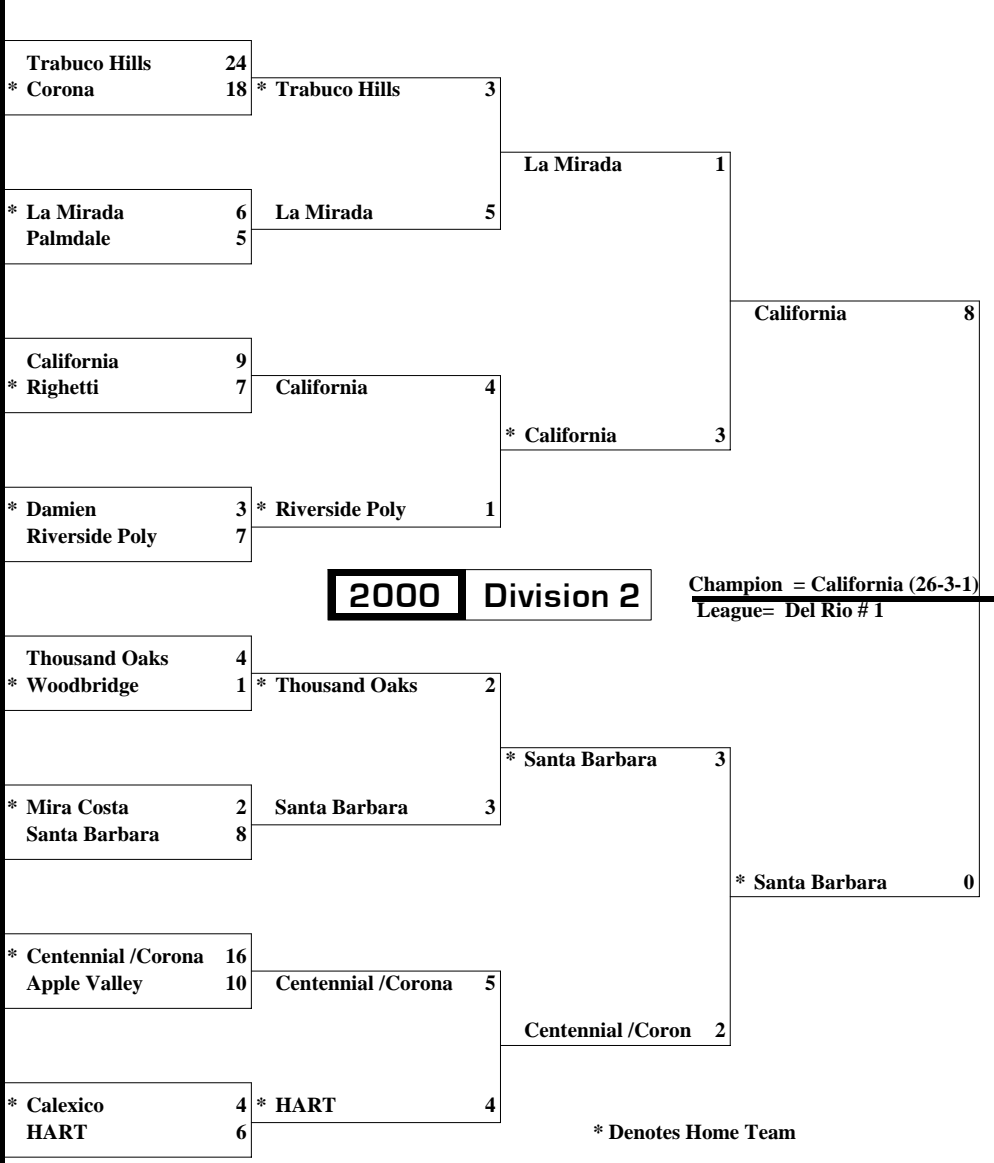 Trabuco Hills 24
* Corona 18
* Trabuco Hills 3
La Mirada 1
* La Mirada 6
Palmdale 5
La Mirada 5
California 8
California 9
* Righetti 7
California 4
* California 3
* Damien 3
Riverside Poly 7
* Riverside Poly 1
2000 Division 2
Champion = California (26-3-1)
League= Del Rio # 1
Thousand Oaks 4
* Woodbridge 1
* Thousand Oaks 2
* Santa Barbara 3
* Mira Costa 2
Santa Barbara 8
Santa Barbara 3
* Santa Barbara 0
* Centennial /Corona 16
Apple Valley 10
Centennial /Corona 5
Centennial /Coron 2
* Calexico 4
HART 6
* HART 4
* Denotes Home Team